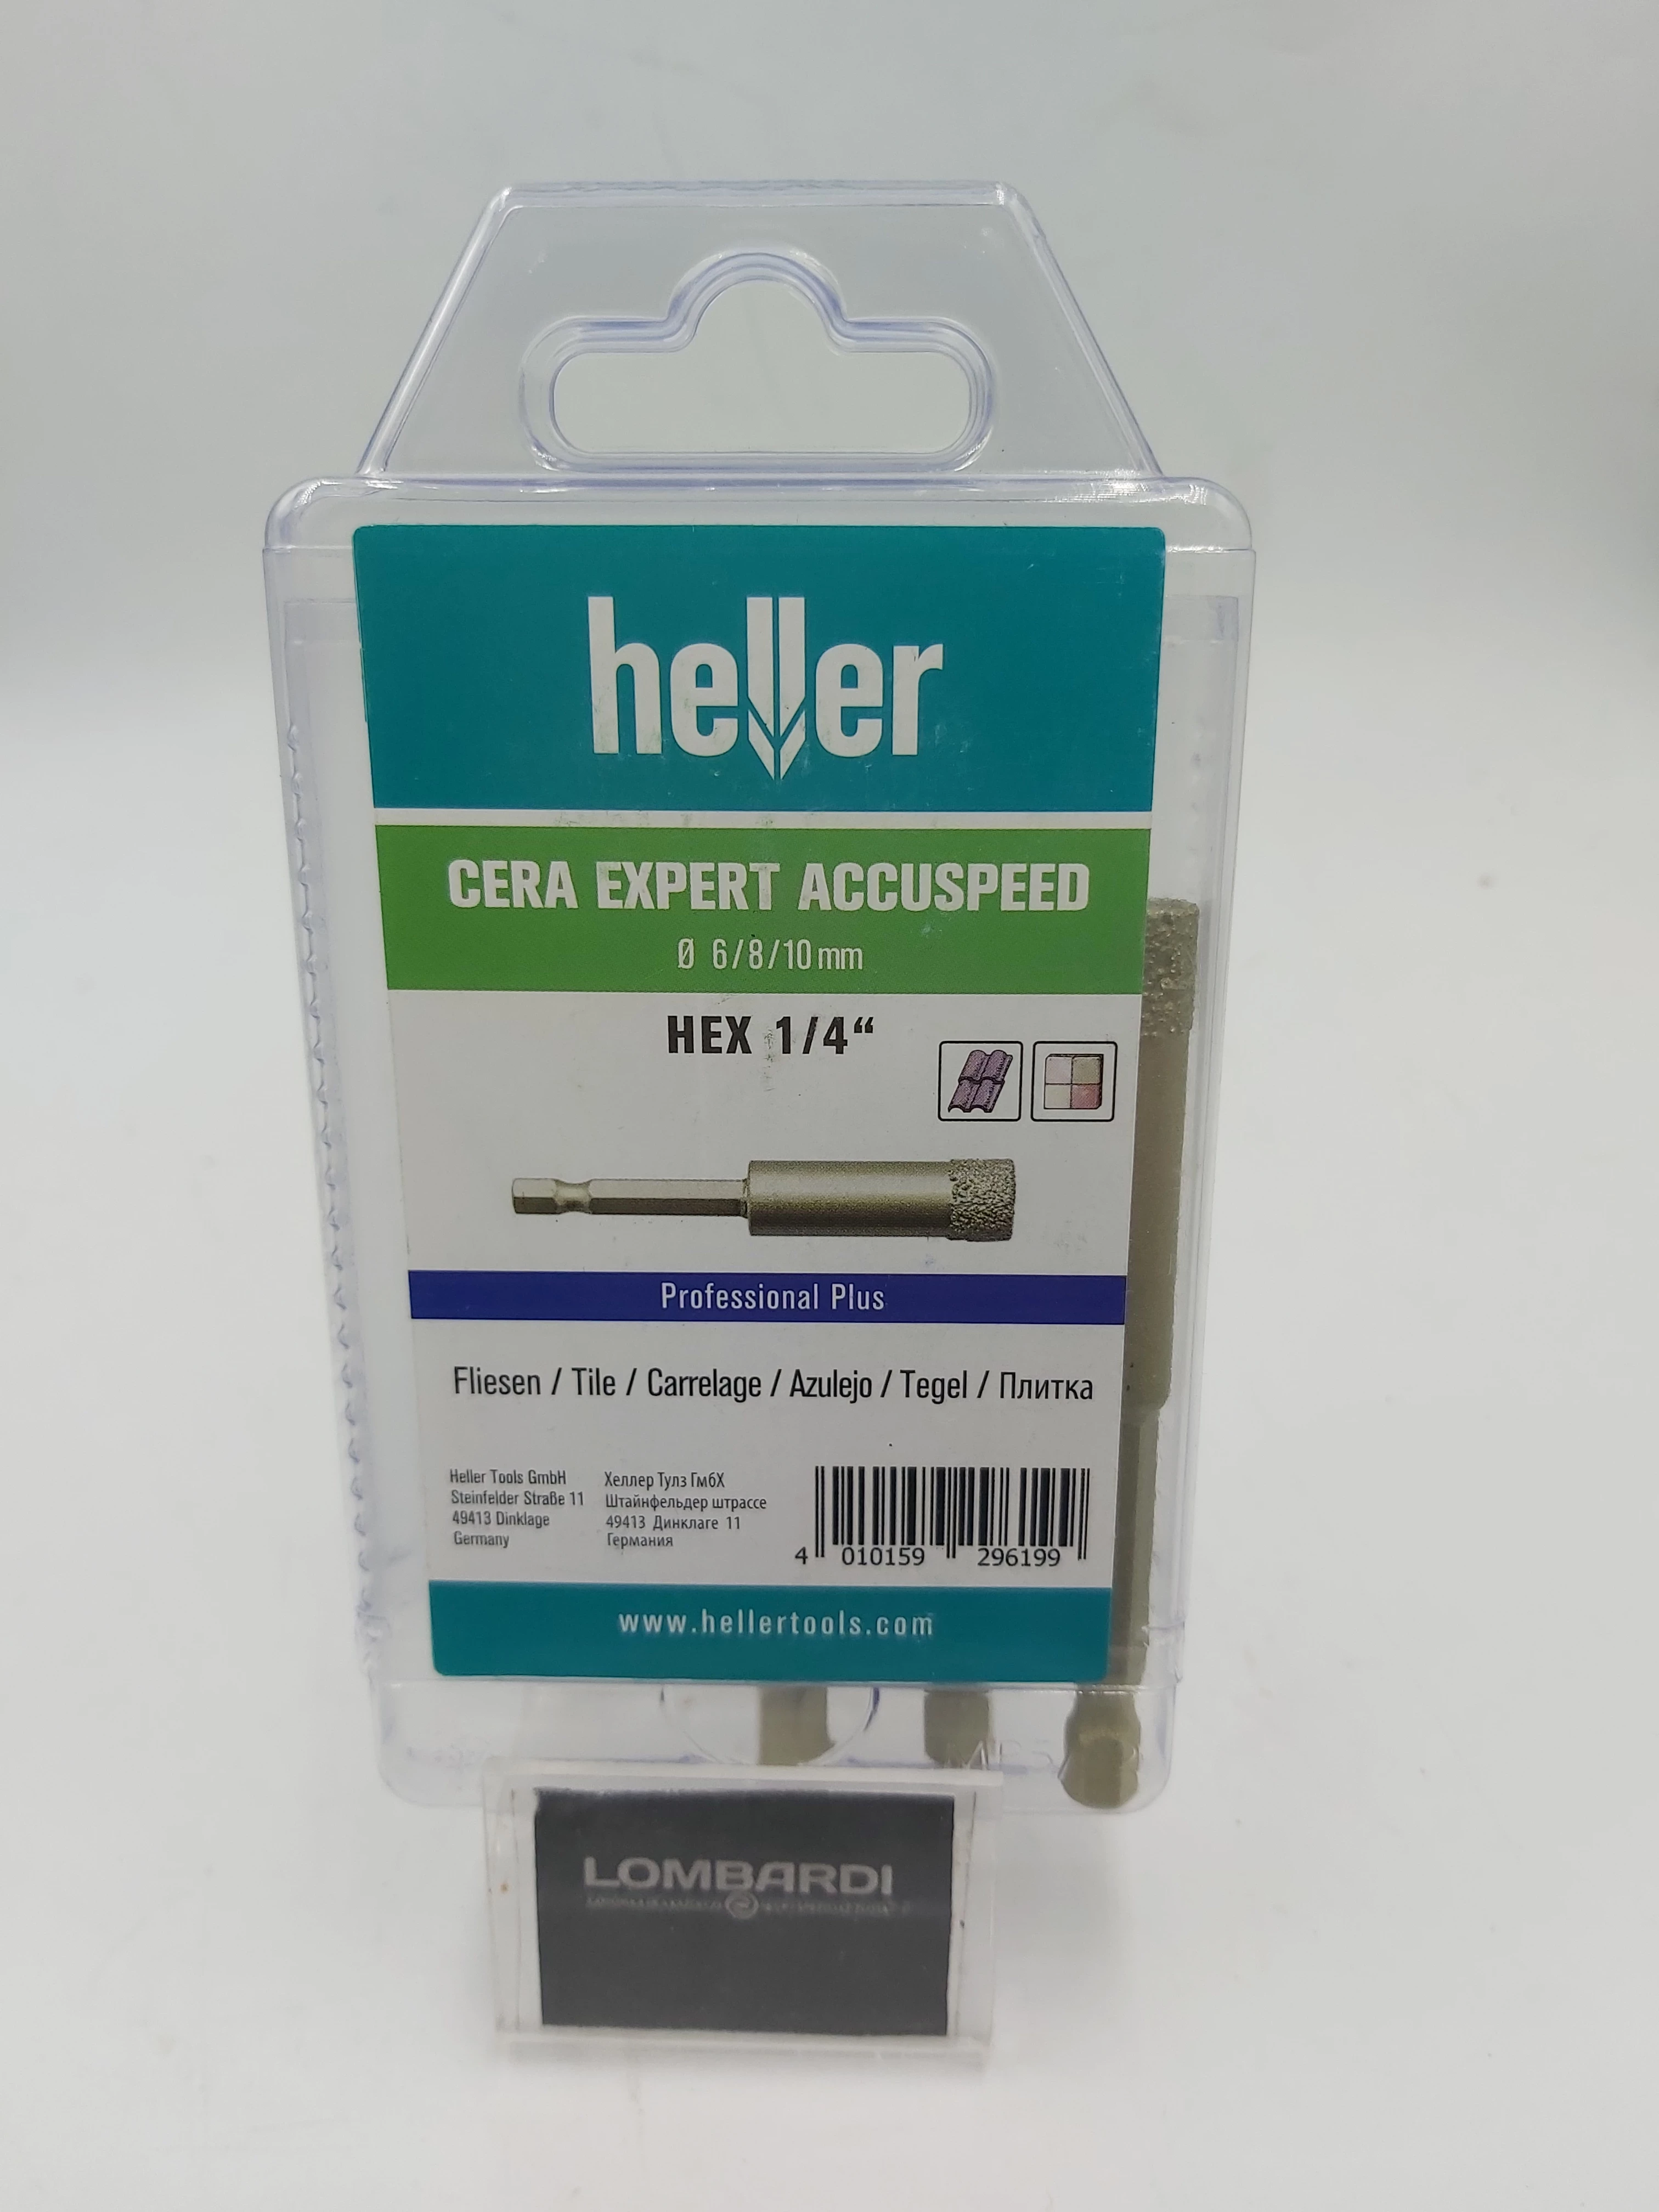 heller
CERA EXPERT ACCUSPEED
Ø 6/8/10 mm
HEX 1/4“
Professional Plus
Fliesen / Tile / Carrelage / Azulejo / Tegel / Плитка
Heller Tools GmbH
Steinfelder Straße 11
49413 Dinklage
Germany
Хеллер Тулз ГмбХ
Штайнфельдер штрассе
49413 Динклаге 11
Германия
4 010159 296199
www.hellertools.com
LOMBARDI